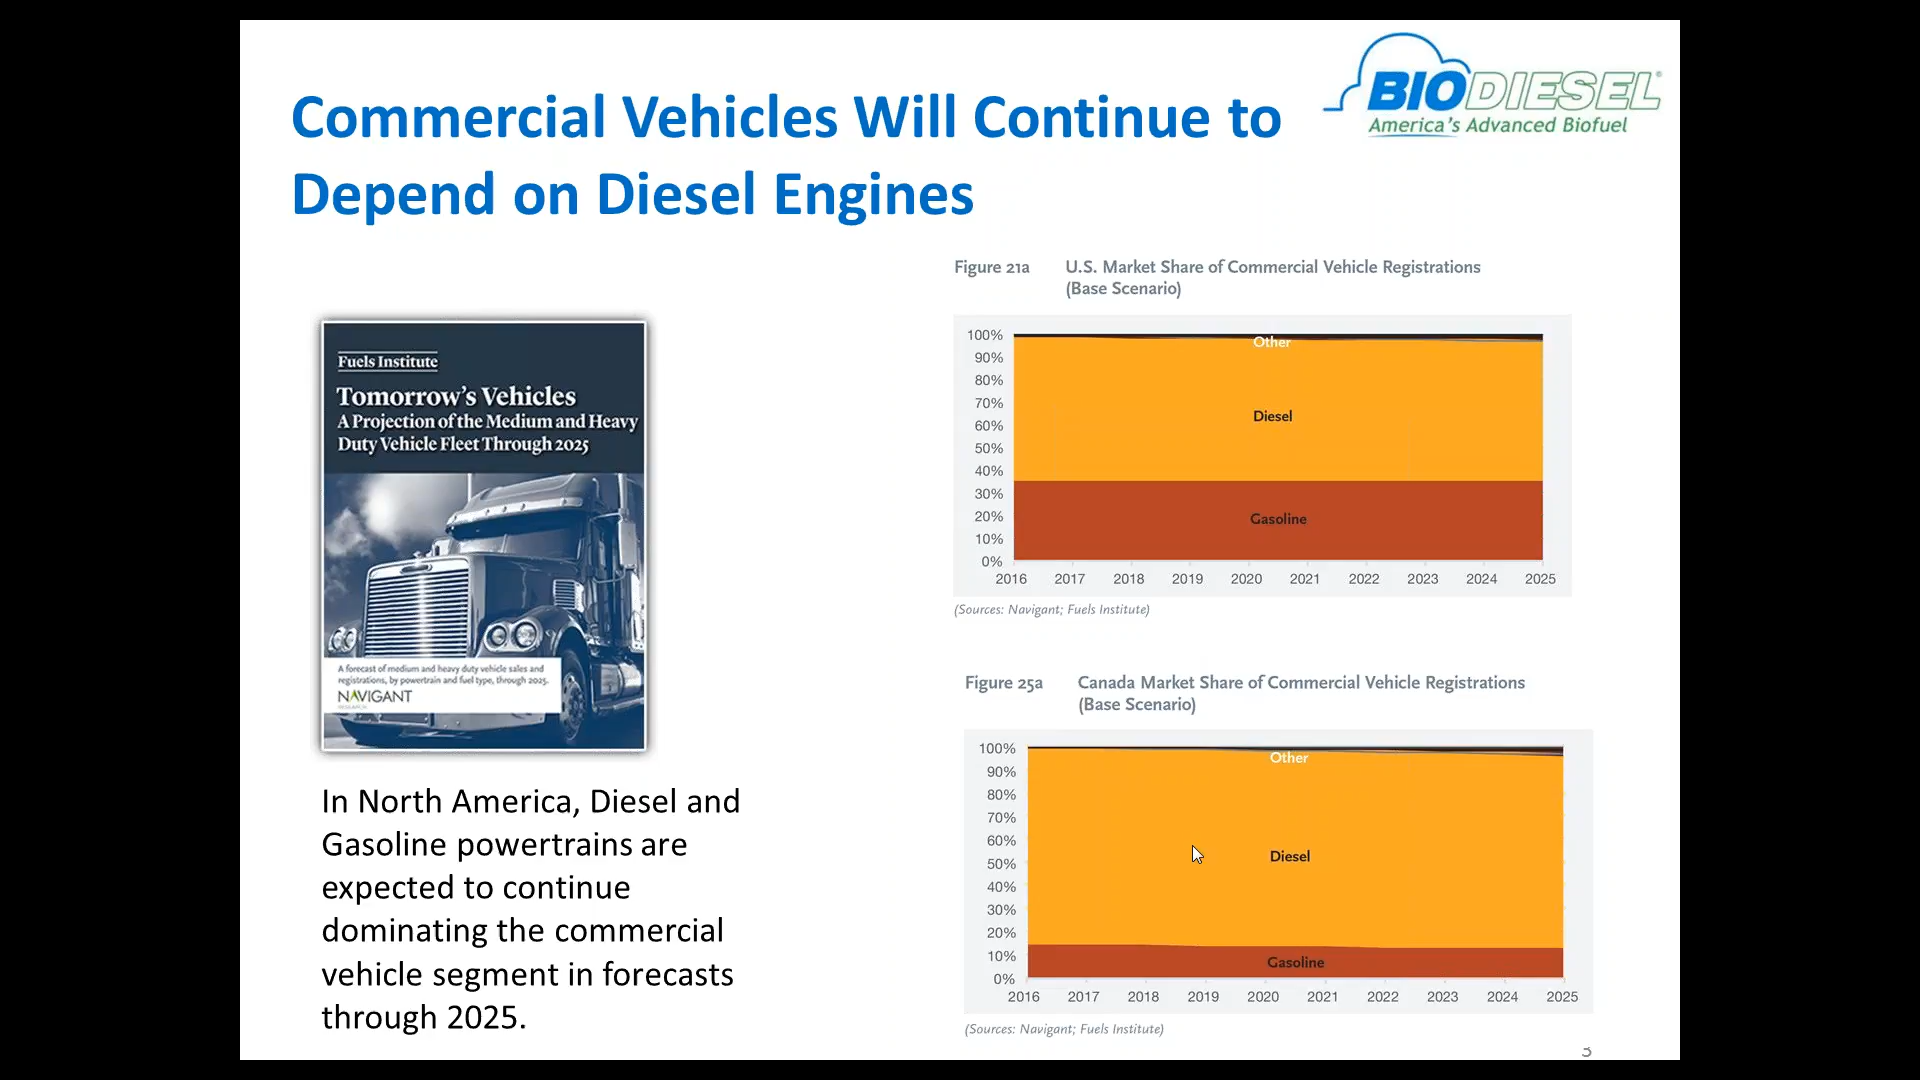 Commercial Vehicles Will Continue to
Depend on Diesel Engines
BIODIESEL®
America's Advanced Biofuel
Fuels Institute
Tomorrow's Vehicles
A Projection of the Medium and Heavy
Duty Vehicle Fleet Through 2025
A forecast of medium and heavy duty vehicle sales and
registrations, by powertrain and fuel type, through 2025.
NAVIGANT
RESEARCH
In North America, Diesel and
Gasoline powertrains are
expected to continue
dominating the commercial
vehicle segment in forecasts
through 2025.
Figure 21a U.S. Market Share of Commercial Vehicle Registrations
(Base Scenario)
100%
90%
80%
70%
60%
50%
40%
30%
20%
10%
0%
Other
Diesel
Gasoline
2016 2017 2018 2019 2020 2021 2022 2023 2024 2025
(Sources: Navigant; Fuels Institute)
Figure 25a Canada Market Share of Commercial Vehicle Registrations
(Base Scenario)
100%
90%
80%
70%
60%
50%
40%
30%
20%
10%
0%
Other
Diesel
Gasoline
2016 2017 2018 2019 2020 2021 2022 2023 2024 2025
(Sources: Navigant; Fuels Institute)
3